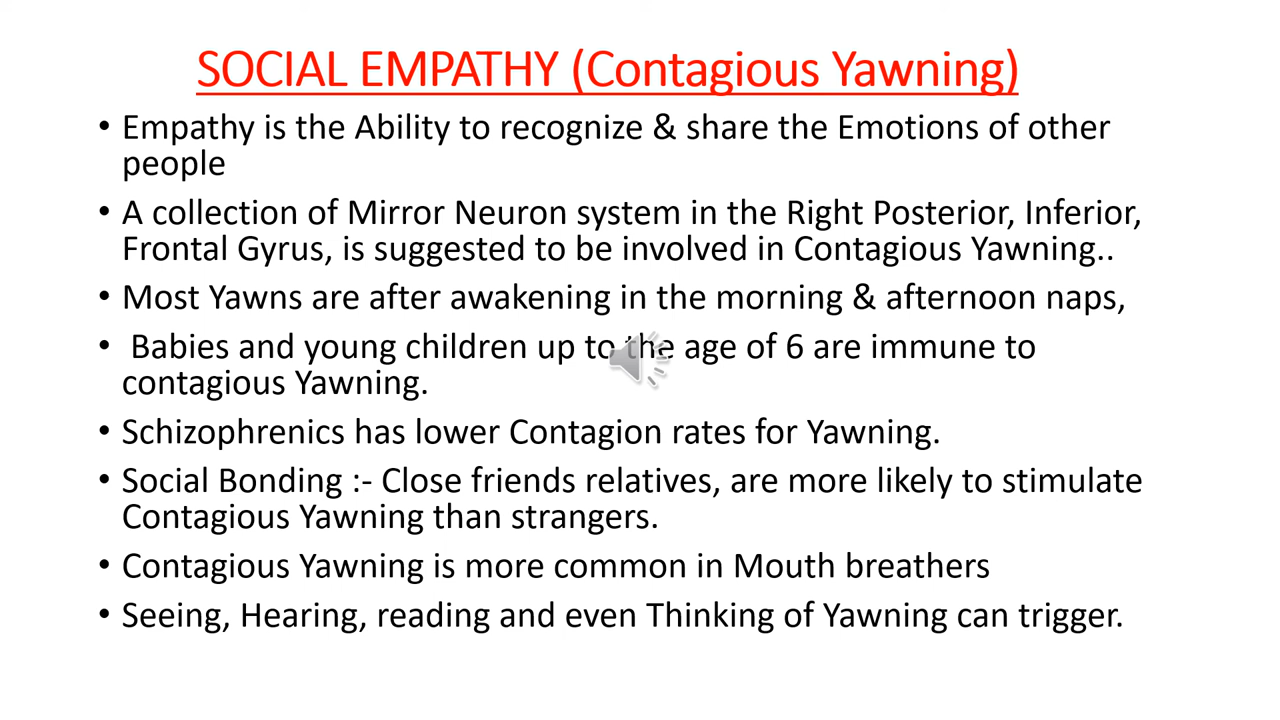 SOCIAL EMPATHY (Contagious Yawning)
• Empathy is the Ability to recognize & share the Emotions of other
people
• A collection of Mirror Neuron system in the Right Posterior, Inferior,
Frontal Gyrus, is suggested to be involved in Contagious Yawning..
• Most Yawns are after awakening in the morning & afternoon naps,
• Babies and young children up to the age of 6 are immune to
contagious Yawning.
• Schizophrenics has lower Contagion rates for Yawning.
• Social Bonding :- Close friends relatives, are more likely to stimulate
Contagious Yawning than strangers.
• Contagious Yawning is more common in Mouth breathers
• Seeing, Hearing, reading and even Thinking of Yawning can trigger.